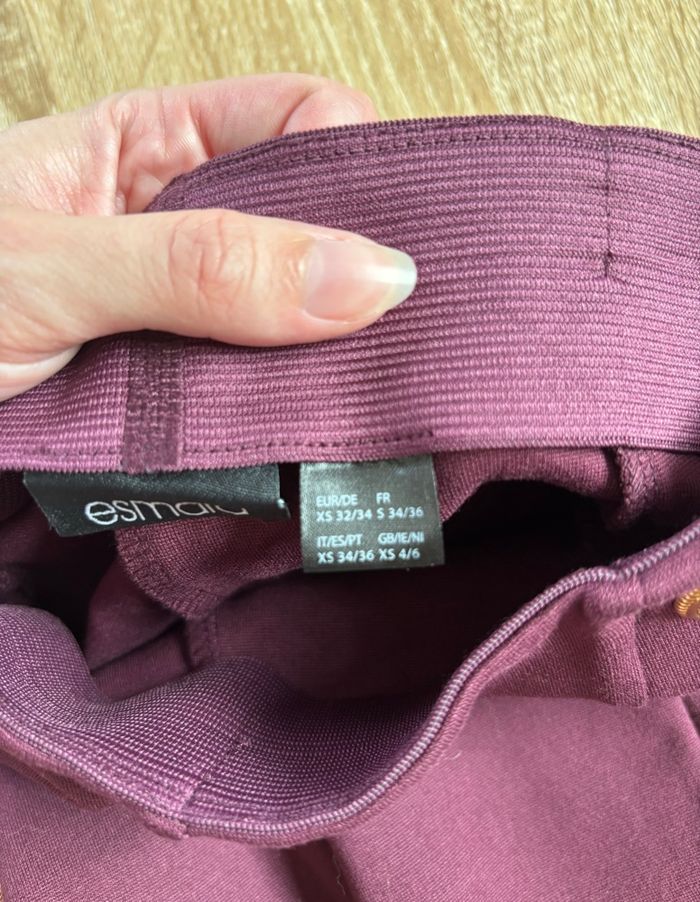 esmara
EUR/DE FR
XS 32/34 S 34/36
IT/ES/PT GB/IE/NI
XS 34/36 XS 4/6